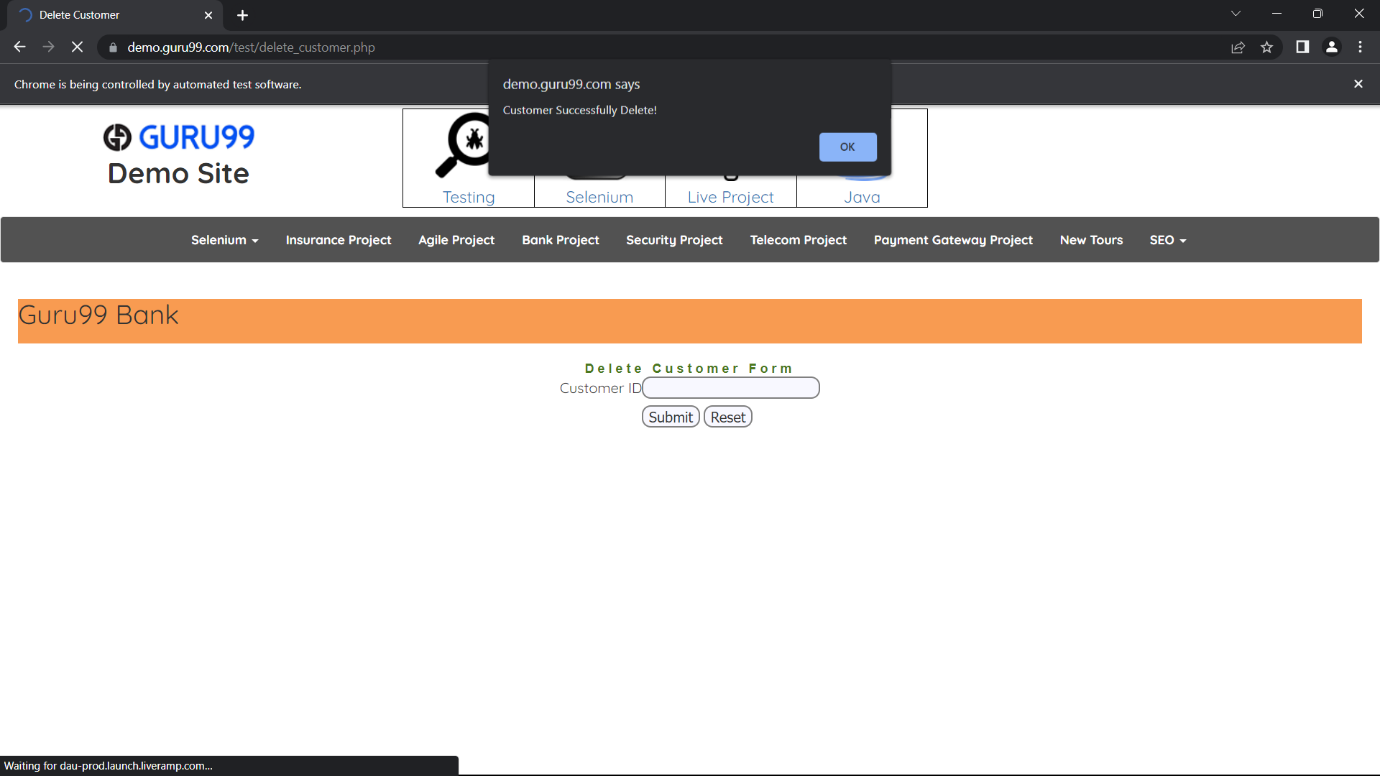 Delete Customer
demo.guru99.com/test/delete_customer.php
Chrome is being controlled by automated test software.
demo.guru99.com says
Customer Successfully Delete!
OK
GURU99
Demo Site
Testing
Selenium
Live Project
Java
Selenium
Insurance Project
Agile Project
Bank Project
Security Project
Telecom Project
Payment Gateway Project
New Tours
SEO
Guru99 Bank
Delete Customer Form
Customer ID
Submit Reset
Waiting for dau-prod.launch.liveramp.com...